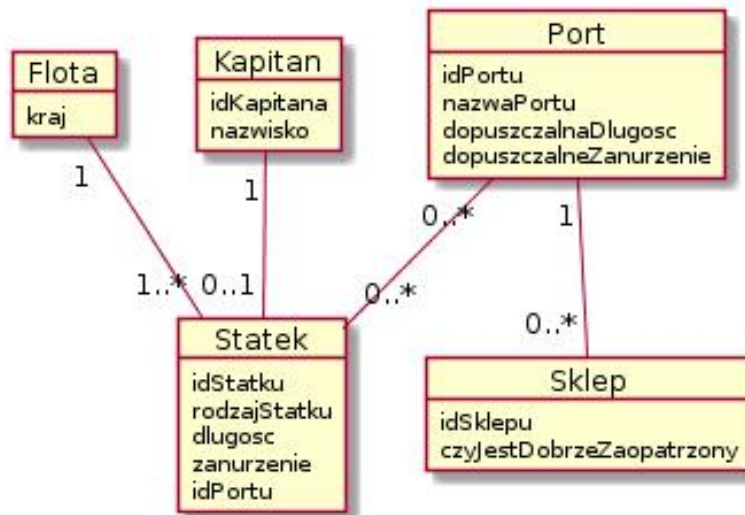 Flota
kraj
Kapitan
idKapitana
nazwisko
Port
idPortu
nazwaPortu
dopuszczalnaDlugosc
dopuszczalneZanurzenie
1
1
0..*
1
1..*
0..1
0..*
0..*
Statek
idStatku
rodzajStatku
dlugosc
zanurzenie
idPortu
Sklep
idSklepu
czyJestDobrzeZaopatrzony